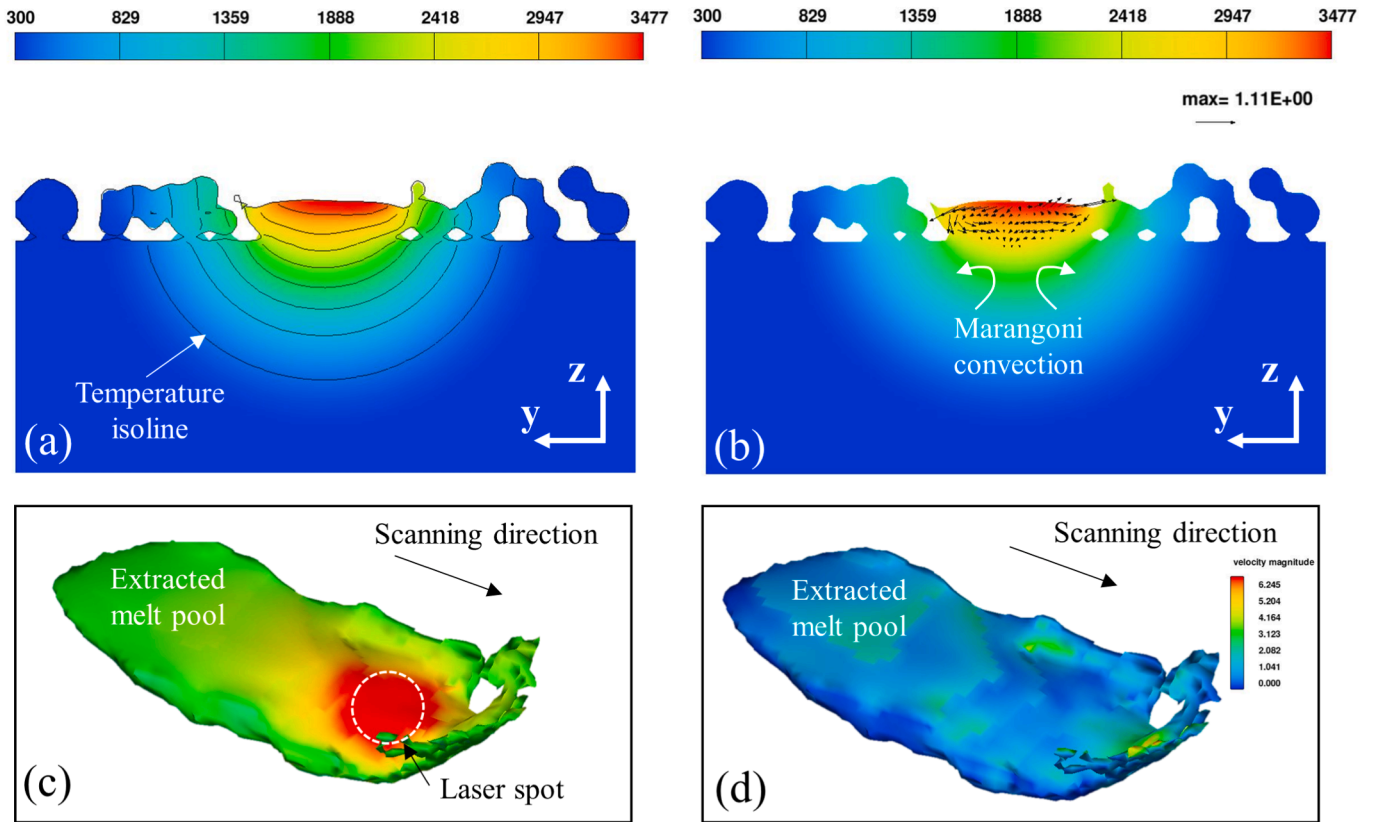 300 829 1359 1888 2418 2947 3477
Temperature
isoline
z
y
(a)
300 829 1359 1888 2418 2947 3477
max= 1.11E+00
Marangoni
convection
z
y
(b)
Scanning direction
Extracted
melt pool
Laser spot
(c)
Scanning direction
velocity magnitude
6.245
5.204
4.164
3.123
2.082
1.041
0.000
Extracted
melt pool
(d)